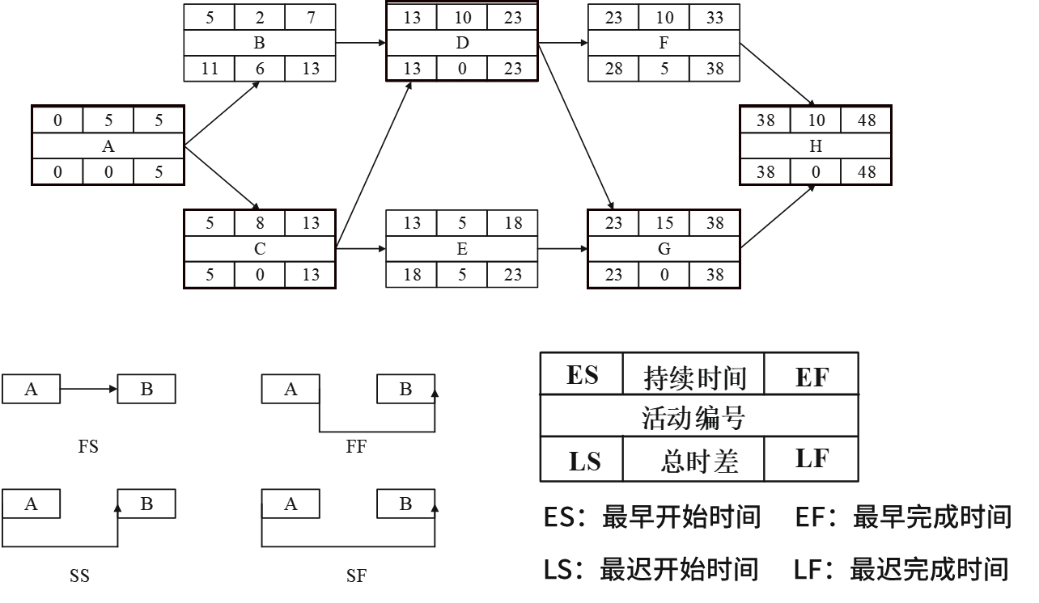 5 2 7
B
11 6 13
13 10 23
D
13 0 23
23 10 33
F
28 5 38
0 5 5
A
0 0 5
38 10 48
H
38 0 48
5 8 13
C
5 0 13
13 5 18
E
18 5 23
23 15 38
G
23 0 38
A B
FS
A B
FF
A B
SS
A B
SF
ES 持续时间 EF
活动编号
LS 总时差 LF
ES：最早开始时间 EF：最早完成时间
LS：最迟开始时间 LF：最迟完成时间